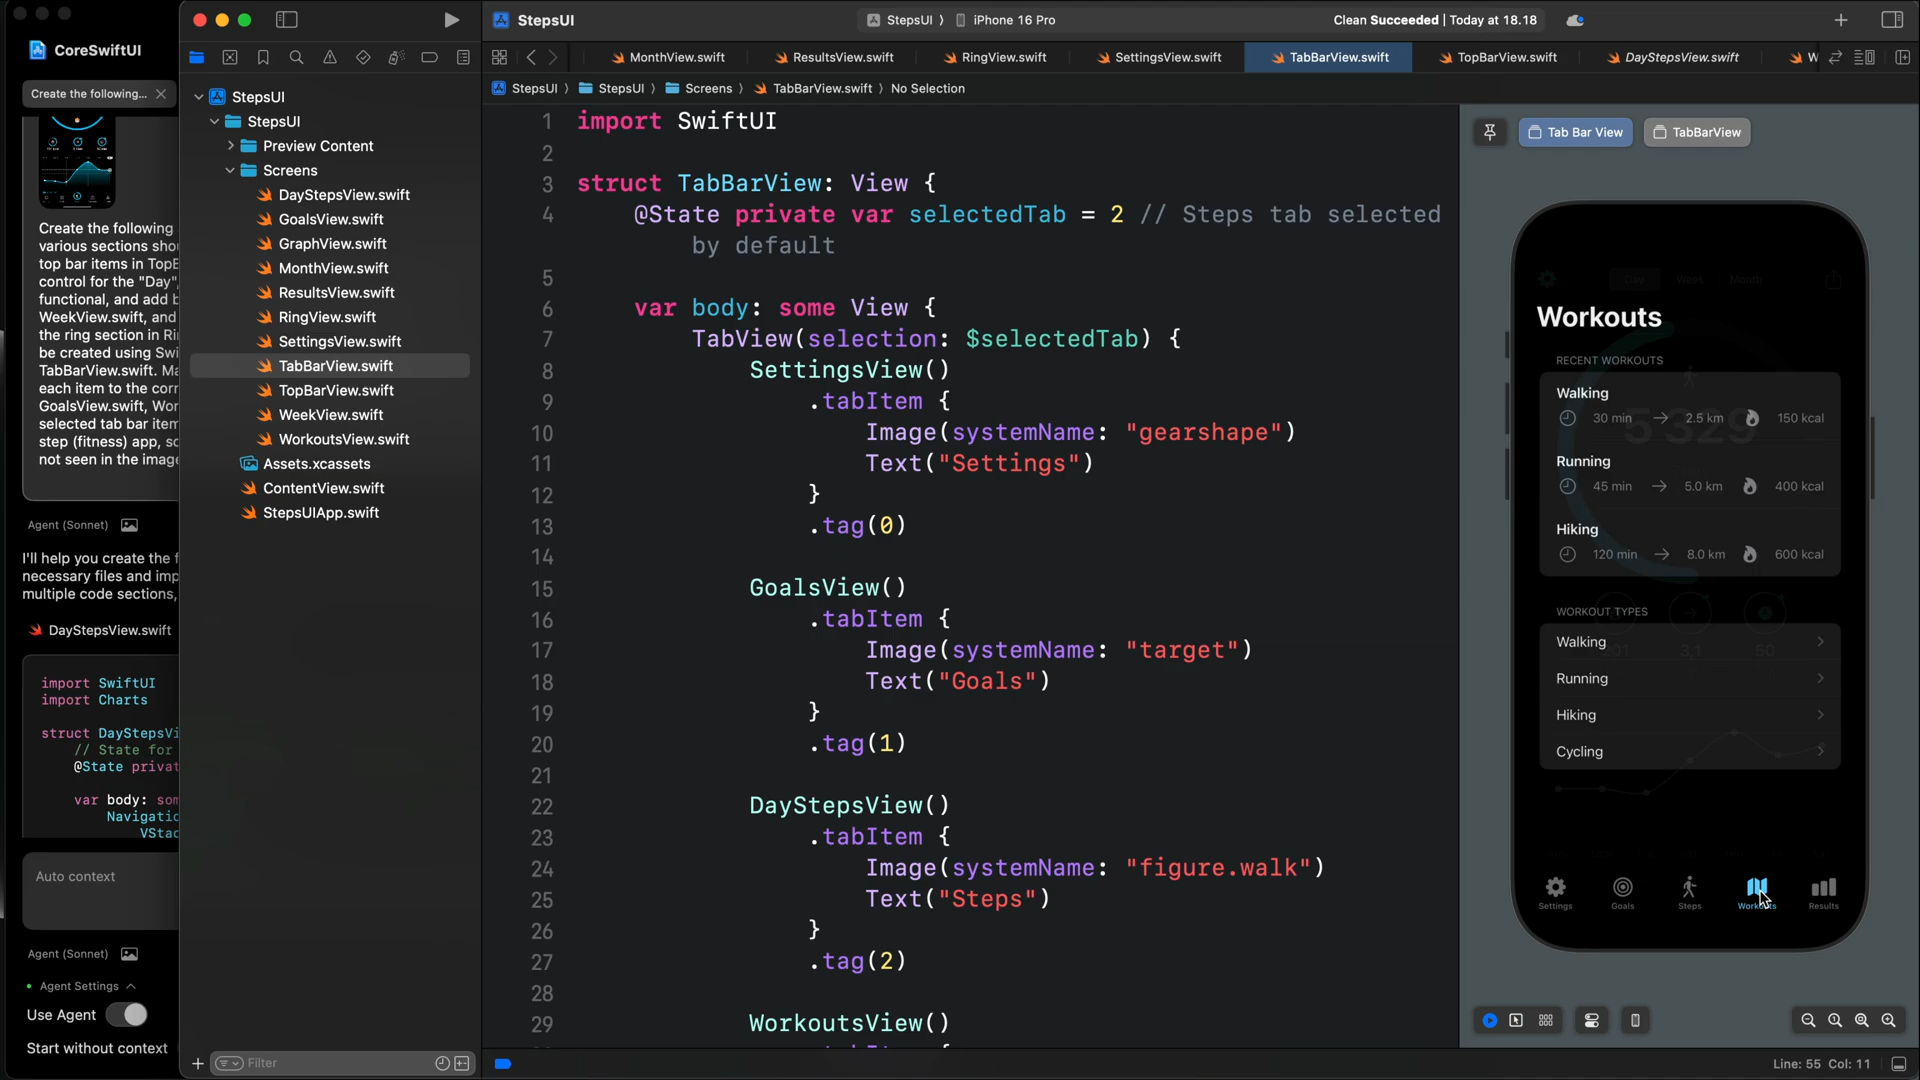 CoreSwiftUI
Create the following...
Create the following
various sections sho
top bar items in TopB
control for the "Day",
functional, and add b
WeekView.swift, and
the ring section in Ri
be created using Swi
TabBarView.swift. Ma
each item to the corr
GoalsView.swift, Wor
selected tab bar item
step (fitness) app, so
not seen in the image
Agent (Sonnet)
I'll help you create the f
necessary files and imp
multiple code sections,
DayStepsView.swift
import SwiftUI
import Charts
struct DayStepsVi
// State for
@State privat
var body: som
Navigatio
VStac
Auto context
Agent (Sonnet)
Agent Settings
Use Agent
Start without context
StepsUI
StepsUI
Preview Content
Screens
DayStepsView.swift
GoalsView.swift
GraphView.swift
MonthView.swift
ResultsView.swift
RingView.swift
SettingsView.swift
TabBarView.swift
TopBarView.swift
WeekView.swift
WorkoutsView.swift
Assets.xcassets
ContentView.swift
StepsUIApp.swift
Filter
StepsUI
StepsUI 〉 iPhone 16 Pro
Clean Succeeded | Today at 18.18
MonthView.swift
ResultsView.swift
RingView.swift
SettingsView.swift
TabBarView.swift
TopBarView.swift
DayStepsView.swift
W
StepsUI 〉 StepsUI 〉 Screens 〉 TabBarView.swift 〉 No Selection
1 import SwiftUI
2
3 struct TabBarView: View {
4 @State private var selectedTab = 2 // Steps tab selected
by default
5
6 var body: some View {
7 TabView(selection: $selectedTab) {
8 SettingsView()
9 .tabItem {
10 Image(systemName: "gearshape")
11 Text("Settings")
12 }
13 .tag(0)
14
15 GoalsView()
16 .tabItem {
17 Image(systemName: "target")
18 Text("Goals")
19 }
20 .tag(1)
21
22 DayStepsView()
23 .tabItem {
24 Image(systemName: "figure.walk")
25 Text("Steps")
26 }
27 .tag(2)
28
29 WorkoutsView()
Tab Bar View
TabBarView
Day Week Month
Workouts
RECENT WORKOUTS
Walking
30 min 2.5 km 150 kcal
5 329
Running
45 min 5.0 km 400 kcal
Hiking
120 min 8.0 km 600 kcal
WORKOUT TYPES
Walking
3,1 50
Running
Hiking
Cycling
Settings
Goals
Steps
Workouts
Results
Line: 55 Col: 11